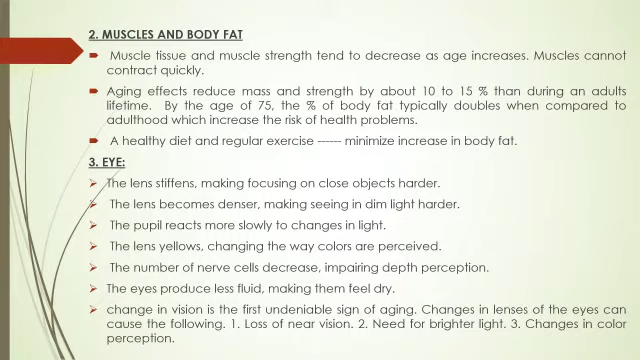 2. MUSCLES AND BODY FAT
Muscle tissue and muscle strength tend to decrease as age increases. Muscles cannot
contract quickly.
Aging effects reduce mass and strength by about 10 to 15 % than during an adults
lifetime. By the age of 75, the % of body fat typically doubles when compared to
adulthood which increase the risk of health problems.
A healthy diet and regular exercise ------ minimize increase in body fat.
3. EYE:
The lens stiffens, making focusing on close objects harder.
The lens becomes denser, making seeing in dim light harder.
The pupil reacts more slowly to changes in light.
The lens yellows, changing the way colors are perceived.
The number of nerve cells decrease, impairing depth perception.
The eyes produce less fluid, making them feel dry.
change in vision is the first undeniable sign of aging. Changes in lenses of the eyes can
cause the following. 1. Loss of near vision. 2. Need for brighter light. 3. Changes in color
perception.